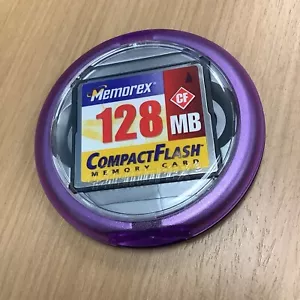 Memorex
CF
128 MB
COMPACTFLASH
MEMORY CARD